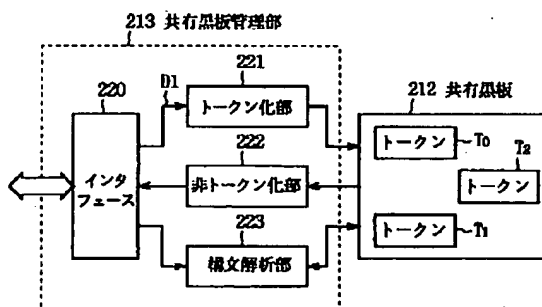 213 共有黒板管理部
220
D1
221
トークン化部
212 共有黒板
インタ
フェース
222
非トークン化部
223
構文解析部
トークン
T0
T2
トークン
トークン
T1